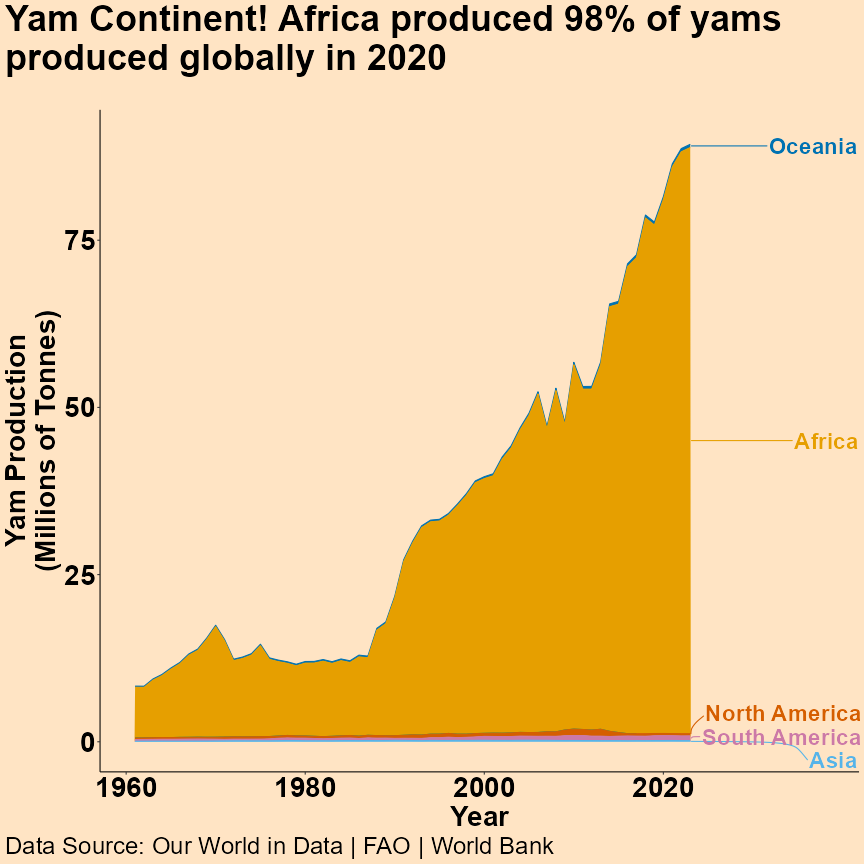 Yam Continent! Africa produced 98% of yams
produced globally in 2020
Oceania
75
Yam Production
(Millions of Tonnes)
50
Africa
25
North America
0
South America
Asia
1960
1980
2000
2020
Year
Data Source: Our World in Data | FAO | World Bank